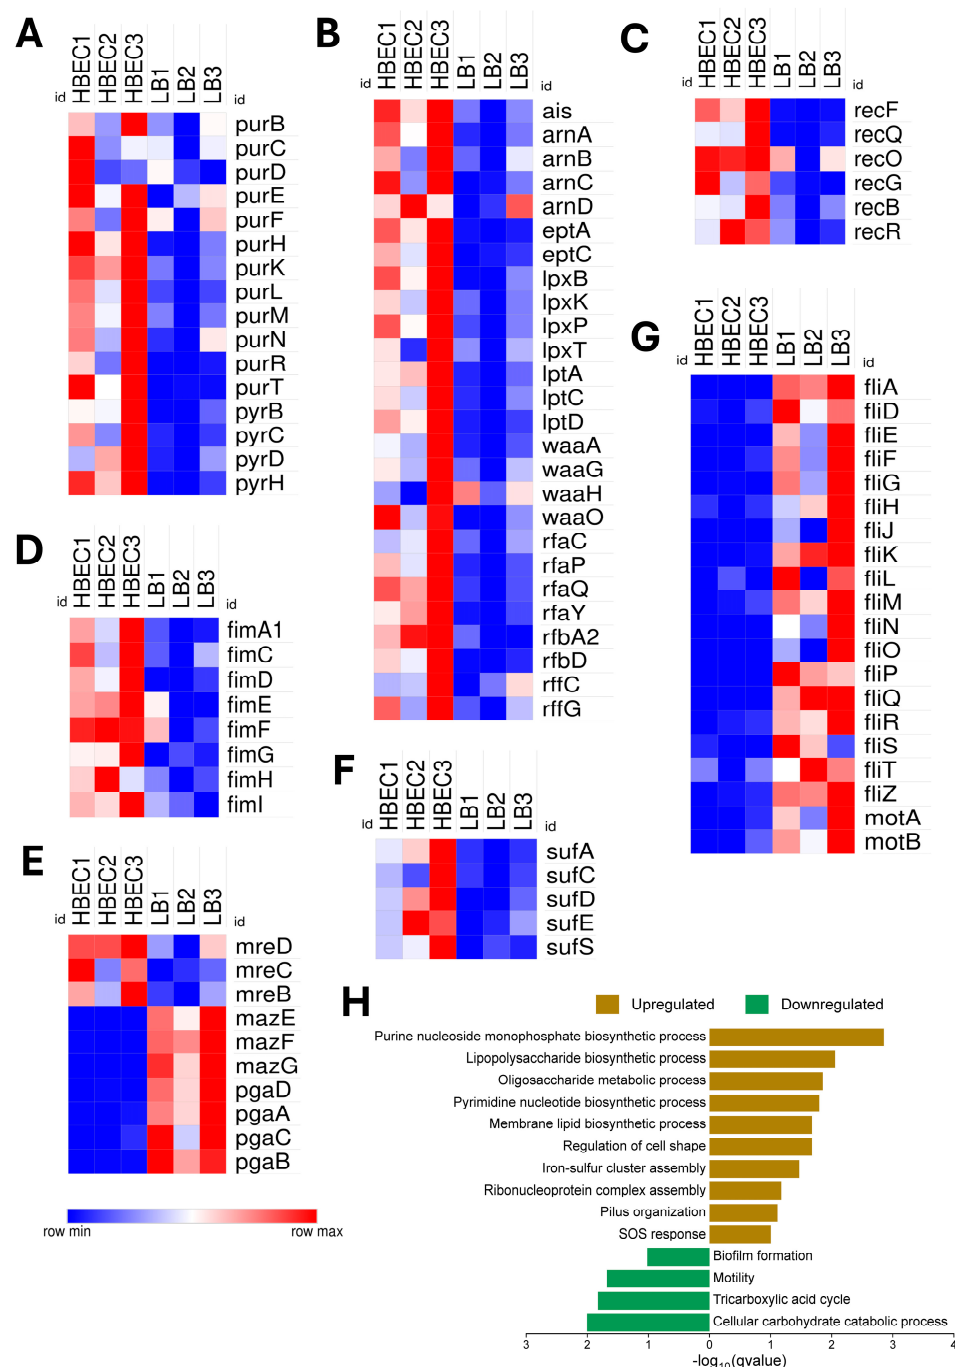 A
id HBEC1 HBEC2 HBEC3 LB1 LB2 LB3 id
purB
purC
purD
purE
purF
purH
purK
purL
purM
purN
purR
purT
pyrB
pyrC
pyrD
pyrH
B
id HBEC1 HBEC2 HBEC3 LB1 LB2 LB3 id
ais
arnA
arnB
arnC
arnD
eptA
eptC
lpxB
lpxK
lpxP
lpxT
lptA
lptC
lptD
waaA
waaG
waaH
waaO
rfaC
rfaP
rfaQ
rfaY
rfbA2
rfbD
rffC
rffG
C
id HBEC1 HBEC2 HBEC3 LB1 LB2 LB3 id
recF
recQ
recO
recG
recB
recR
D
id HBEC1 HBEC2 HBEC3 LB1 LB2 LB3 id
fimA1
fimC
fimD
fimE
fimF
fimG
fimH
fimI
E
id HBEC1 HBEC2 HBEC3 LB1 LB2 LB3 id
mreD
mreC
mreB
mazE
mazF
mazG
pgaD
pgaA
pgaC
pgaB
row min row max
F
id HBEC1 HBEC2 HBEC3 LB1 LB2 LB3 id
sufA
sufC
sufD
sufE
sufS
G
id HBEC1 HBEC2 HBEC3 LB1 LB2 LB3 id
fliA
fliD
fliE
fliF
fliG
fliH
fliJ
fliK
fliL
fliM
fliN
fliO
fliP
fliQ
fliR
fliS
fliT
fliZ
motA
motB
H
Upregulated Downregulated
Purine nucleoside monophosphate biosynthetic process
Lipopolysaccharide biosynthetic process
Oligosaccharide metabolic process
Pyrimidine nucleotide biosynthetic process
Membrane lipid biosynthetic process
Regulation of cell shape
Iron-sulfur cluster assembly
Ribonucleoprotein complex assembly
Pilus organization
SOS response
Biofilm formation
Motility
Tricarboxylic acid cycle
Cellular carbohydrate catabolic process
3 2 1 0 1 2 3 4
-log₁₀(qvalue)